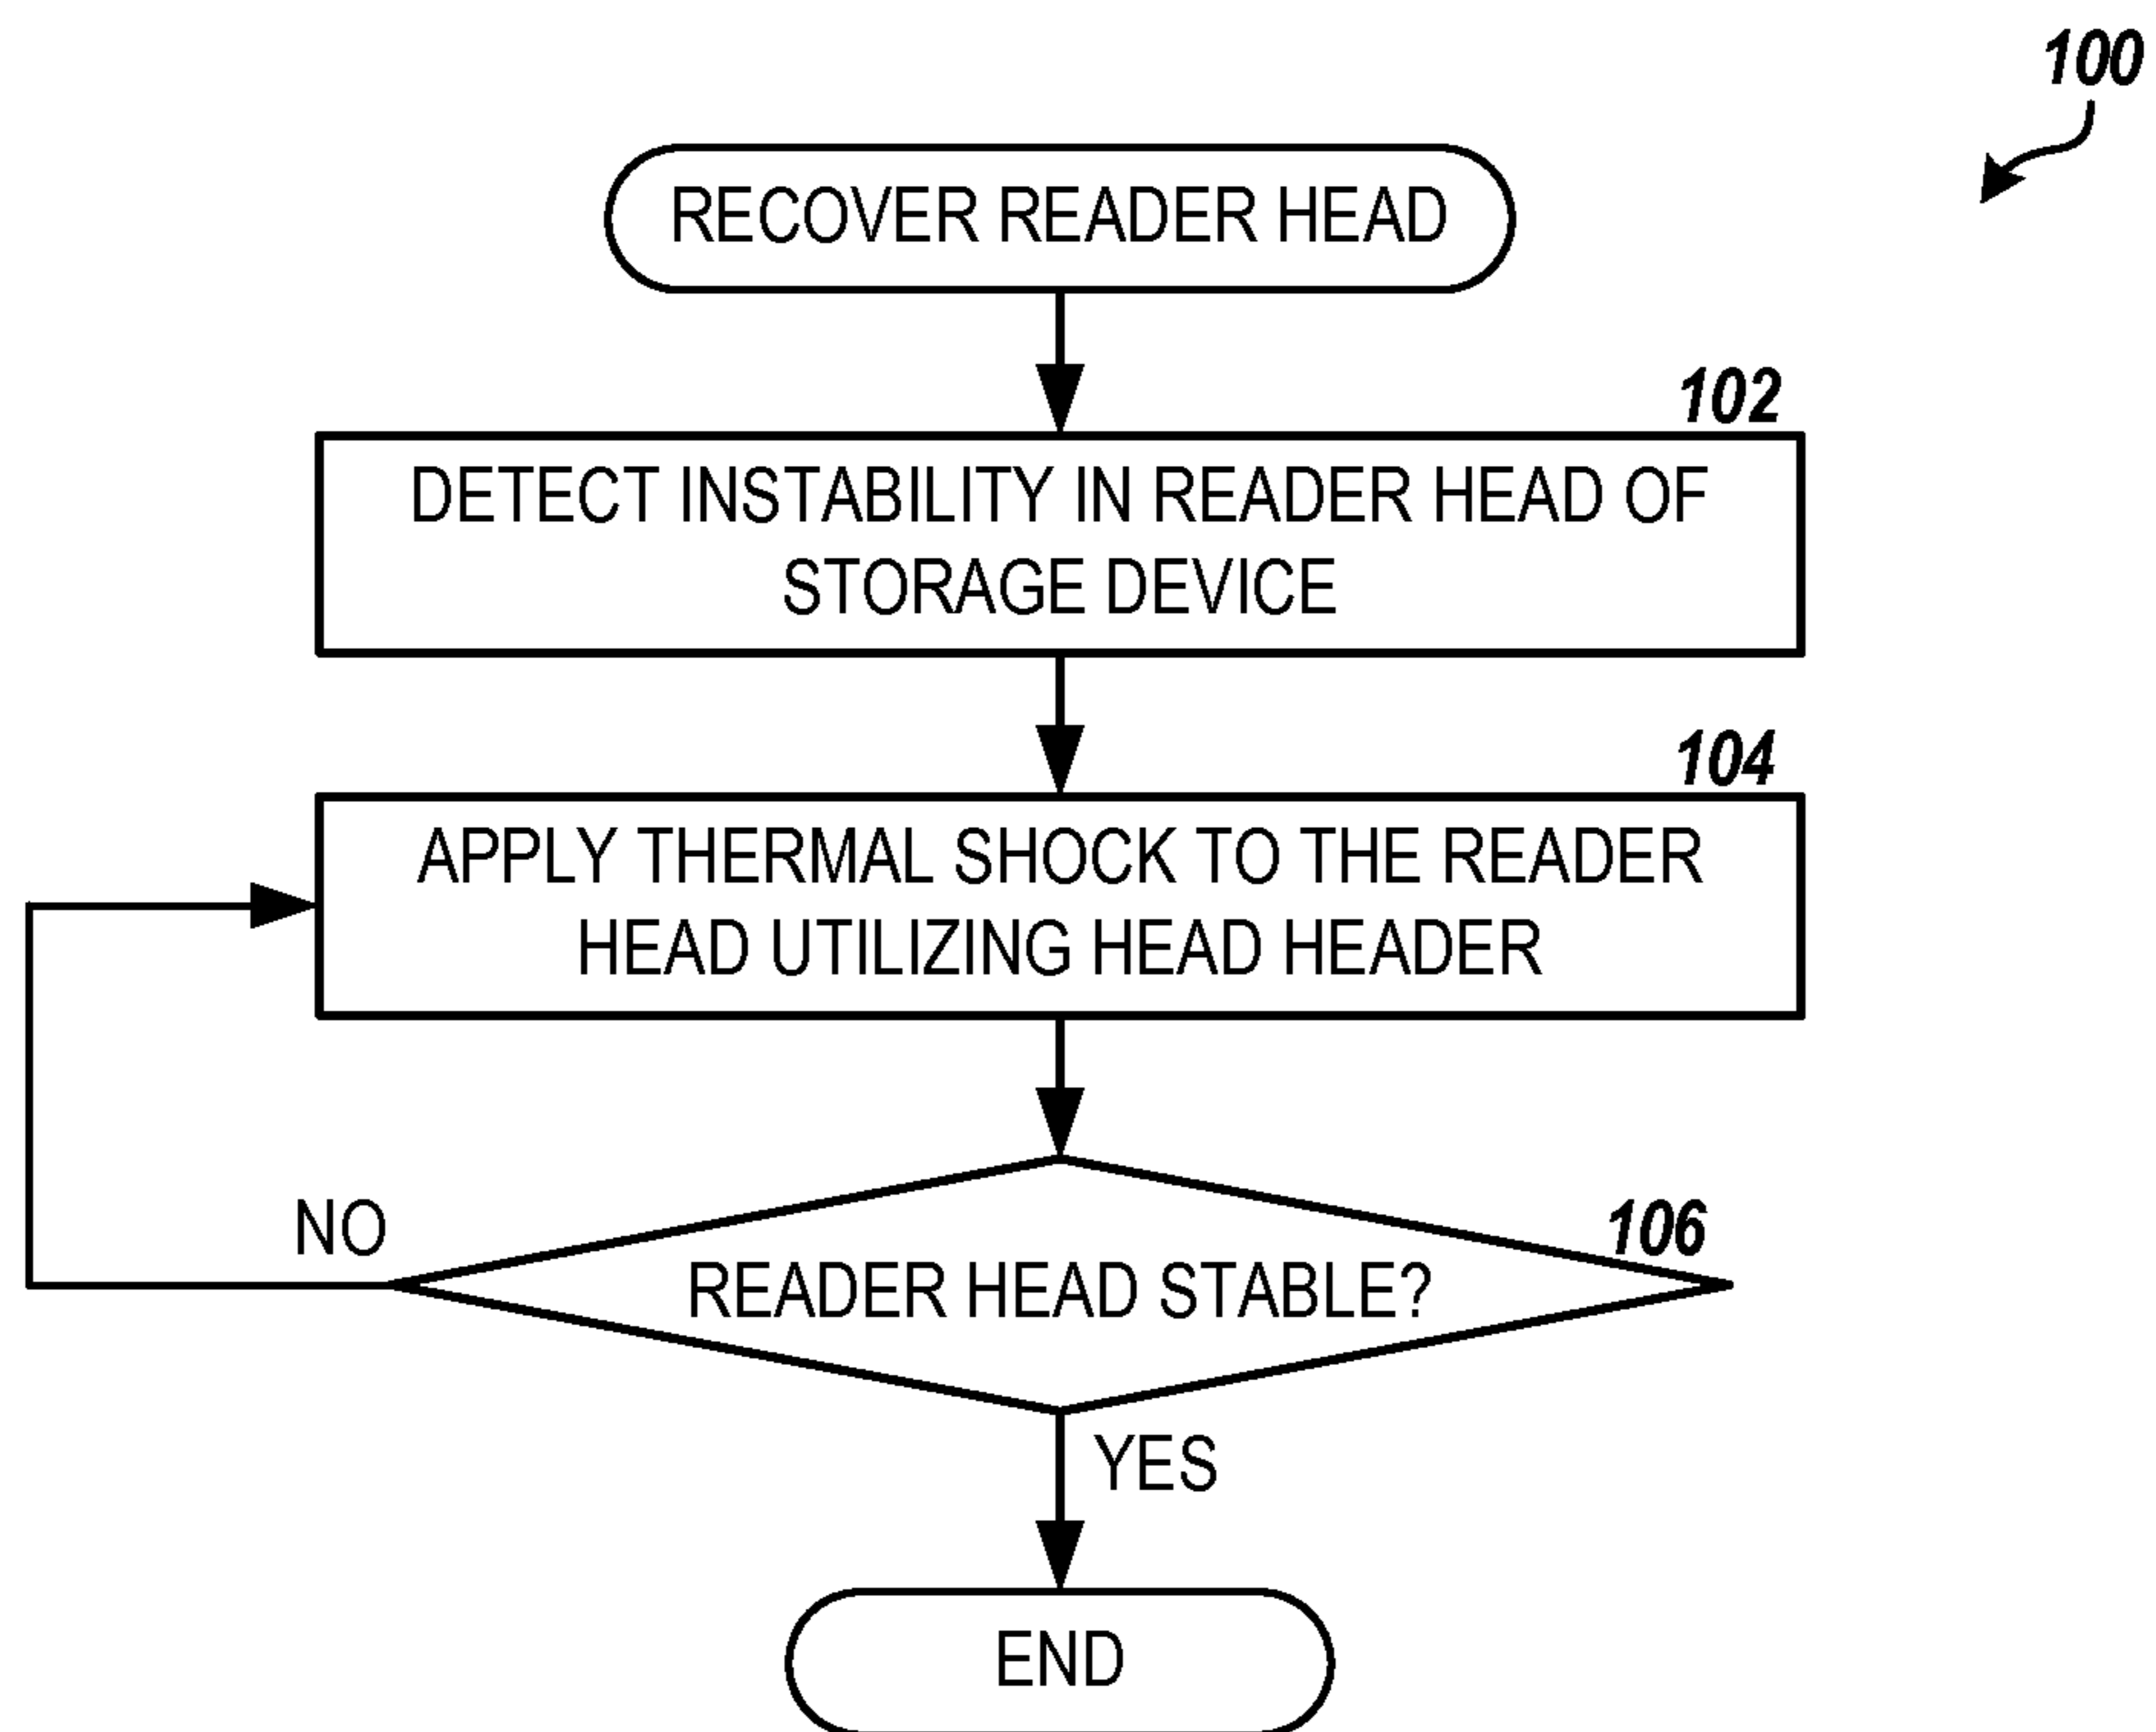 100
RECOVER READER HEAD
102
DETECT INSTABILITY IN READER HEAD OF
STORAGE DEVICE
104
APPLY THERMAL SHOCK TO THE READER
HEAD UTILIZING HEAD HEADER
NO
106
READER HEAD STABLE?
YES
END